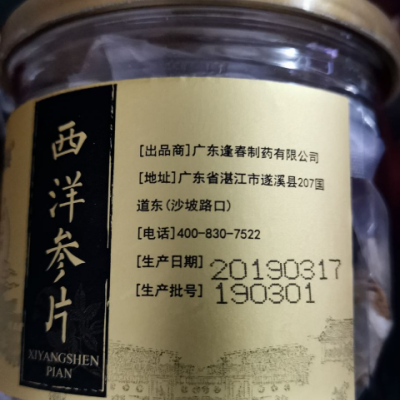 西洋参片
XIYANGSHEN
PIAN
[出品商]广东逢春制药有限公司
[地址]广东省湛江市遂溪县207国
道东(沙坡路口)
[电话]400-830-7522
[生产日期]20190317
[生产批号]190301